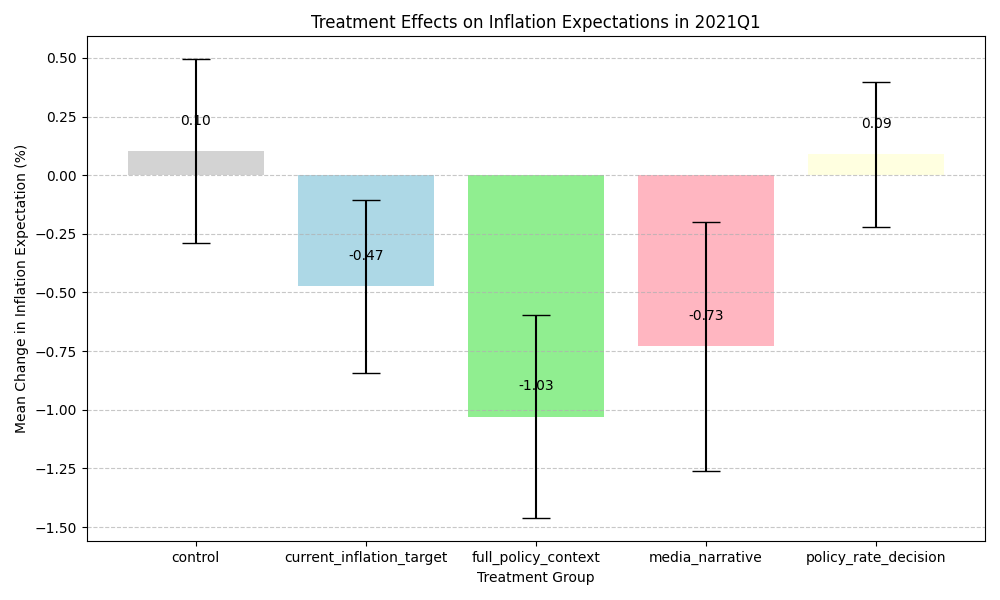 Treatment Effects on Inflation Expectations in 2021Q1
Mean Change in Inflation Expectation (%)
0.50
0.25
0.00
−0.25
−0.50
−0.75
−1.00
−1.25
−1.50
0.10
-0.47
-1.03
-0.73
0.09
control
current_inflation_target
full_policy_context
media_narrative
policy_rate_decision
Treatment Group